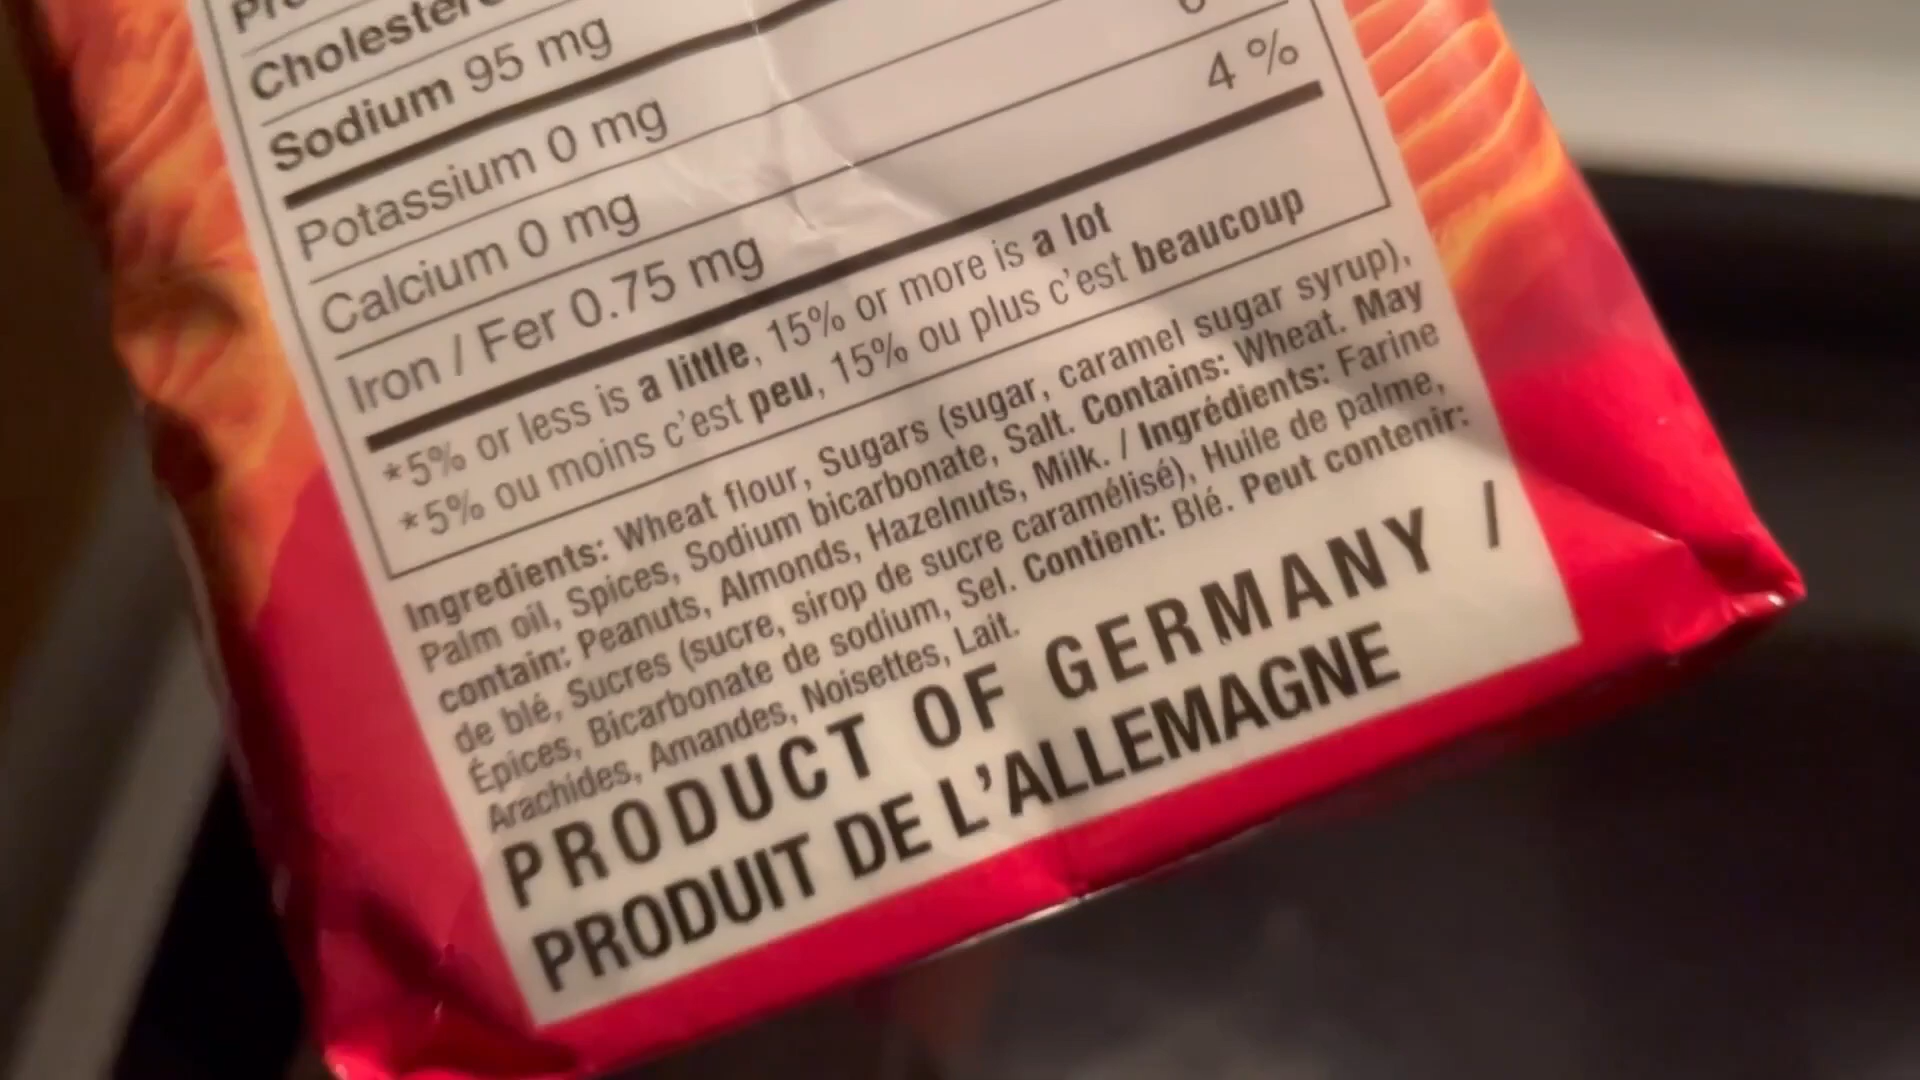 Cholester
Sodium 95 mg
Potassium 0 mg
Calcium 0 mg
Iron / Fer 0.75 mg 4 %
*5% or less is a little, 15% or more is a lot
*5% ou moins c'est peu, 15% ou plus c'est beaucoup
Ingredients: Wheat flour, Sugars (sugar, caramel sugar syrup),
Palm oil, Spices, Sodium bicarbonate, Salt. Contains: Wheat. May
contain: Peanuts, Almonds, Hazelnuts, Milk. / Ingrédients: Farine
de blé, Sucres (sucre, sirop de sucre caramélisé), Huile de palme,
Épices, Bicarbonate de sodium, Sel. Contient: Blé. Peut contenir:
Arachides, Amandes, Noisettes, Lait.
PRODUCT OF GERMANY /
PRODUIT DE L'ALLEMAGNE